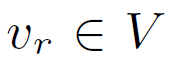 v_r ∈ V